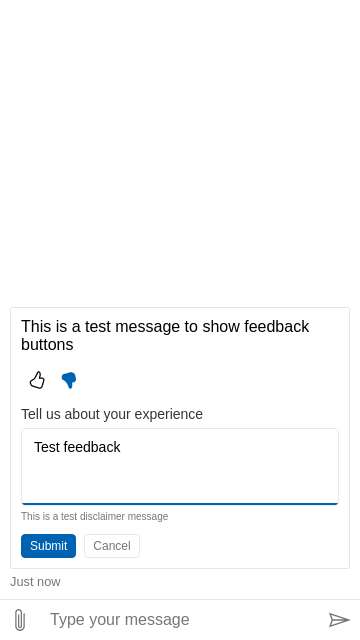 This is a test message to show feedback
buttons
Tell us about your experience
Test feedback
This is a test disclaimer message
Submit Cancel
Just now
Type your message